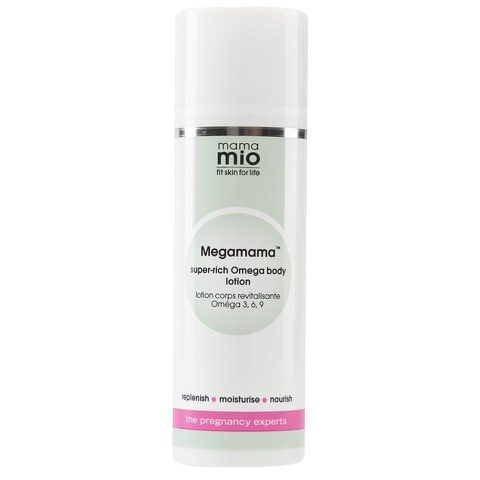 mama
mio
fit skin for life
Megamama™
super-rich Omega body
lotion
lotion corps revitalisante
Oméga 3, 6, 9
replenish • moisturise • nourish
the pregnancy experts